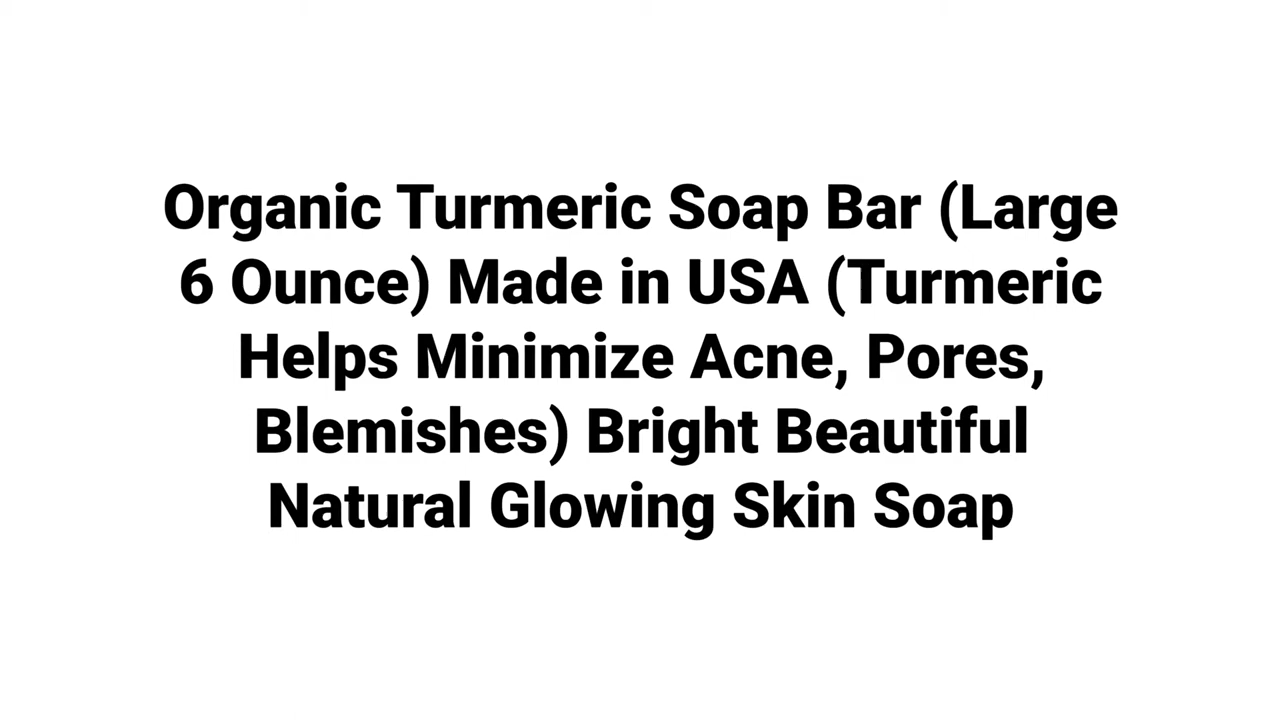 Organic Turmeric Soap Bar (Large
6 Ounce) Made in USA (Turmeric
Helps Minimize Acne, Pores,
Blemishes) Bright Beautiful
Natural Glowing Skin Soap